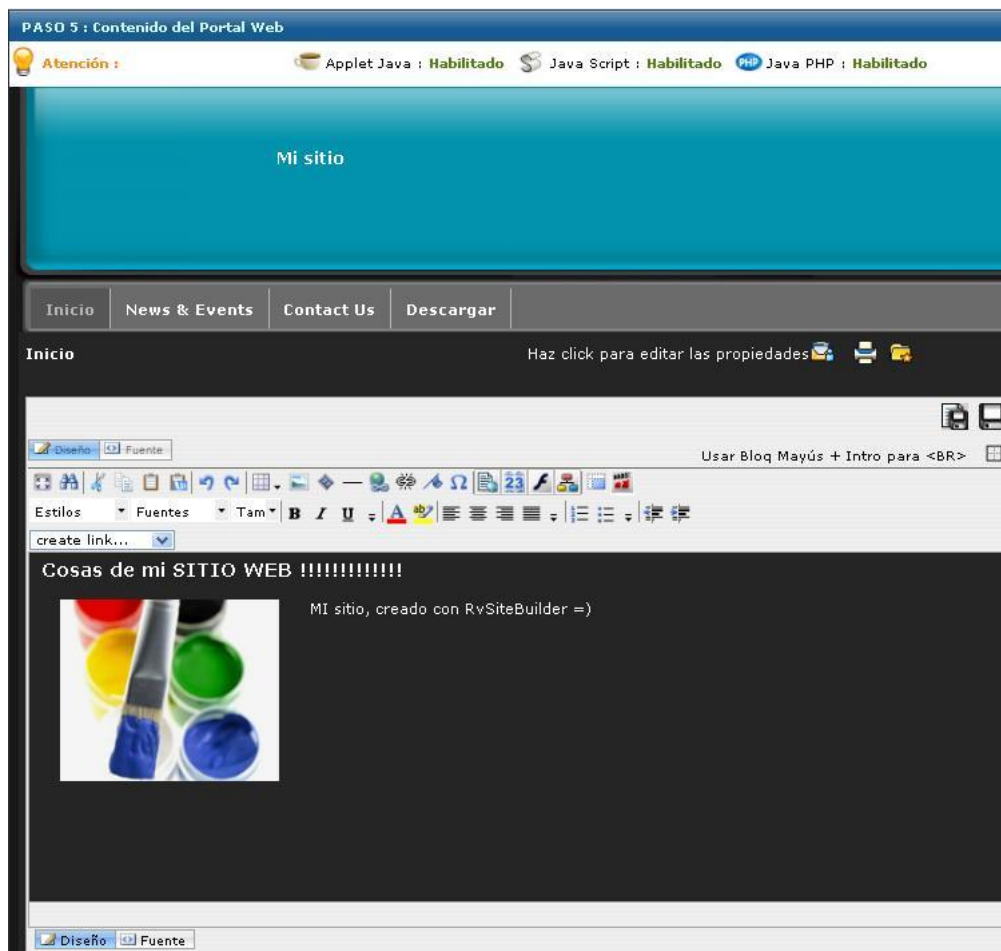 PASO 5 : Contenido del Portal Web
Atención : Applet Java : Habilitado Java Script : Habilitado PHP Java PHP : Habilitado
Mi sitio
Inicio News & Events Contact Us Descargar
Inicio Haz click para editar las propiedades
Diseño Fuente
Usar Bloq Mayús + Intro para <BR>
Estilos Fuentes Tam B I U A
create link...
Cosas de mi SITIO WEB !!!!!!!!!!!!!
MI sitio, creado con RvSiteBuilder =)
Diseño Fuente